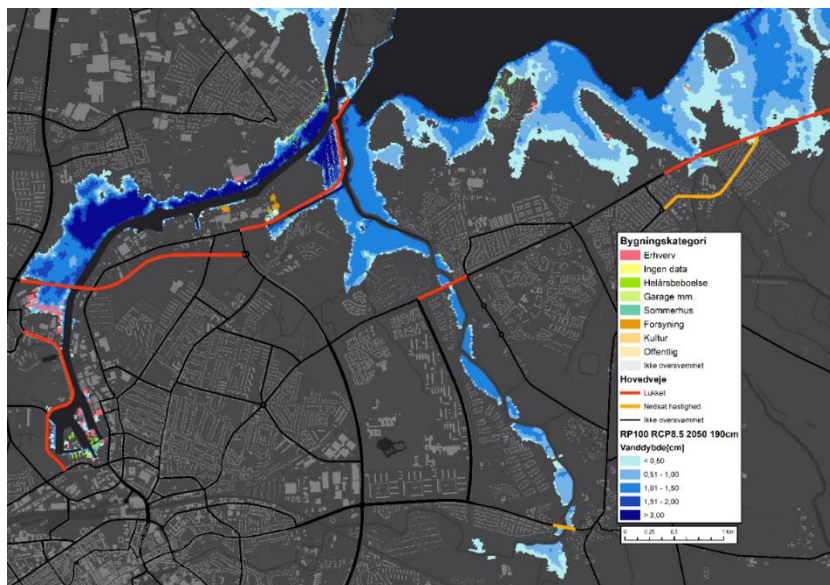 Bygningskategori
Erhverv
Ingen data
Helårsbeboelse
Garage mm.
Sommerhus
Forsyning
Kultur
Offentlig
Ikke oversvømmet
Hovedveje
Lukket
Nedsat hastighed
Ikke oversvømmet
RP100 RCP8.5 2050 190cm
Vanddybde[cm]
< 0,50
0,51 - 1,00
1,01 - 1,50
1,51 - 2,00
> 2,00
0 0,25 0,5 1 Km